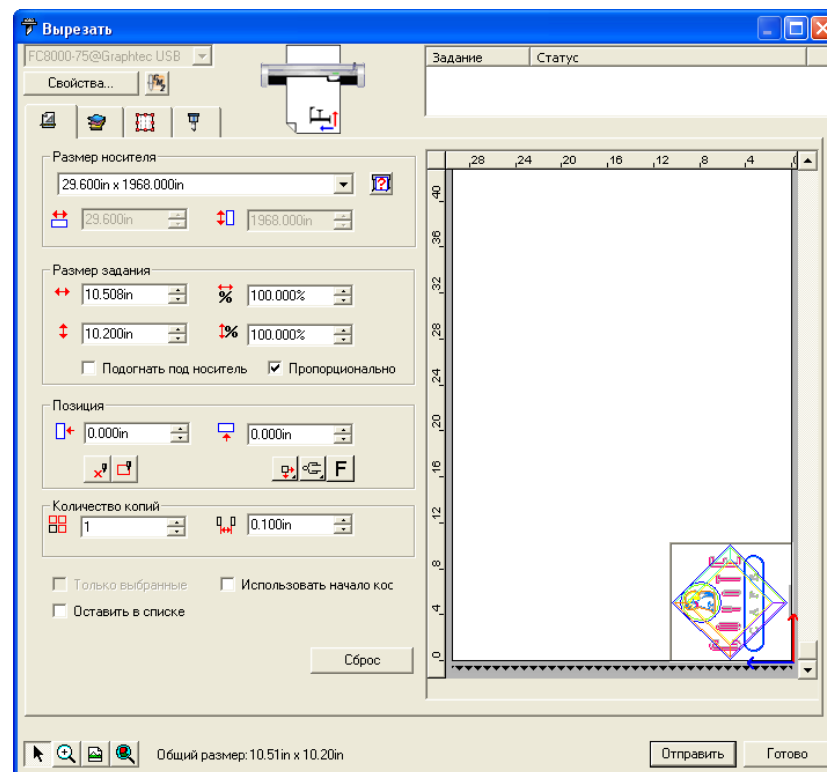 Вырезать
FC8000-75@Graphtec USB
Задание Статус
Свойства...
Размер носителя
29.600in x 1968.000in
29.600in 1968.000in
Размер задания
10.508in % 100.000%
10.200in % 100.000%
Подогнать под носитель Пропорционально
Позиция
0.000in 0.000in
F
Количество копий
1 0.100in
Только выбранные Использовать начало кос
Оставить в списке
Сброс
28 24 20 16 12 8 4 0
40
36
32
28
24
20
16
12
8
4
0
Общий размер: 10.51in x 10.20in
Отправить Готово